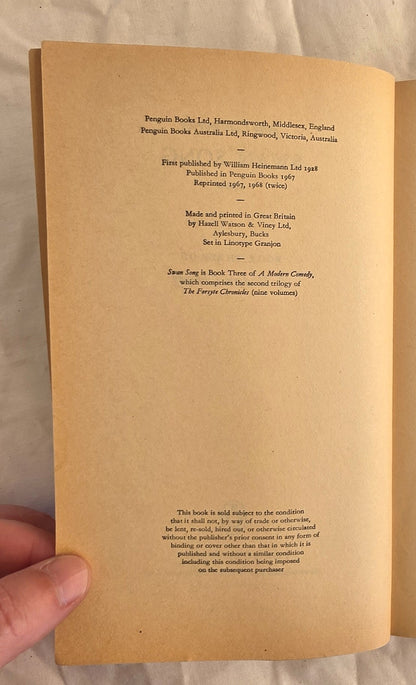 Penguin Books Ltd, Harmondsworth, Middlesex, England
Penguin Books Australia Ltd, Ringwood, Victoria, Australia
First published by William Heinemann Ltd 1928
Published in Penguin Books 1967
Reprinted 1967, 1968 (twice)
Made and printed in Great Britain
by Hazell Watson & Viney Ltd,
Aylesbury, Bucks
Set in Linotype Granjon
Swan Song is Book Three of A Modern Comedy,
which comprises the second trilogy of
The Forsyte Chronicles (nine volumes)
This book is sold subject to the condition
that it shall not, by way of trade or otherwise,
be lent, re-sold, hired out, or otherwise circulated
without the publisher's prior consent in any form of
binding or cover other than that in which it is
published and without a similar condition
including this condition being imposed
on the subsequent purchaser